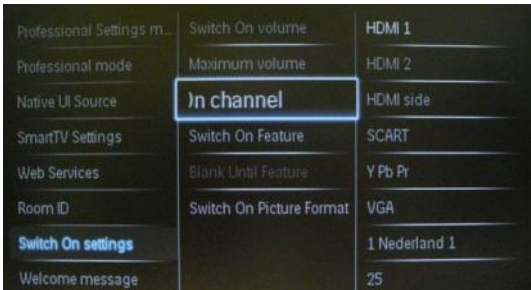 Professional Settings m...
Professional mode
Native UI Source
SmartTV Settings
Web Services
Room ID
Switch On settings
Welcome message
Switch On volume
Maximum volume
)n channel
Switch On Feature
Blank Until Feature
Switch On Picture Format
HDMI 1
HDMI 2
HDMI side
SCART
Y Pb Pr
VGA
1 Nederland 1
25